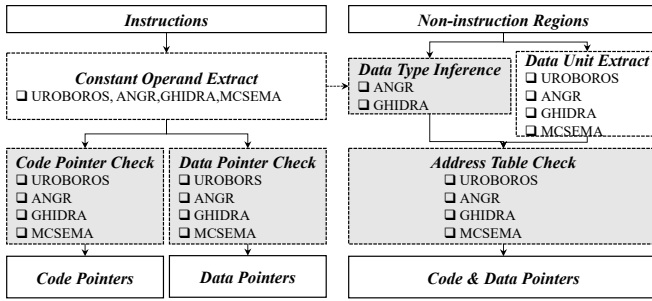 Instructions
Constant Operand Extract
❑ UROBOROS, ANGR,GHIDRA,MCSEMA
Code Pointer Check
❑ UROBOROS
❑ ANGR
❑ GHIDRA
❑ MCSEMA
Data Pointer Check
❑ UROBORS
❑ ANGR
❑ GHIDRA
❑ MCSEMA
Code Pointers
Data Pointers
Non-instruction Regions
Data Type Inference
❑ ANGR
❑ GHIDRA
Data Unit Extract
❑ UROBOROS
❑ ANGR
❑ GHIDRA
❑ MCSEMA
Address Table Check
❑ UROBOROS
❑ ANGR
❑ GHIDRA
❑ MCSEMA
Code & Data Pointers